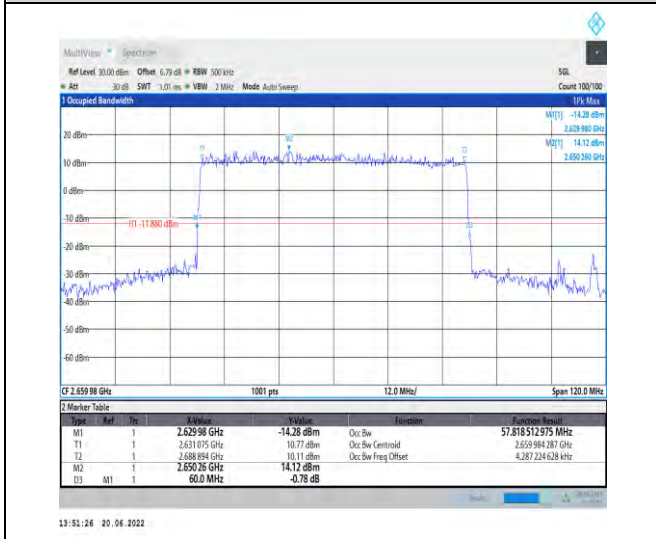 MultiView Spectrum
Ref Level 30.00 dBm Offset 6.79 dB RBW 500 kHz SGL
Att 30 dB SWT 1.01 ms VBW 2 MHz Mode Auto Sweep Count 100/100
1 Occupied Bandwidth 1Pk Max
M1[1] -14.28 dBm
2.629 980 GHz
M2[1] 14.12 dBm
2.650 260 GHz
20 dBm
M2
T1
T2
10 dBm
0 dBm
-10 dBm
H1 -11.880 dBm
M1
D3
-20 dBm
-30 dBm
-40 dBm
-50 dBm
-60 dBm
CF 2.659 98 GHz 1001 pts 12.0 MHz/ Span 120.0 MHz
2 Marker Table
Type Ref Trc X-Value Y-Value Function Function Result
M1 1 2.629 98 GHz -14.28 dBm Occ Bw 57.818 512 975 MHz
T1 1 2.631 075 GHz 10.77 dBm Occ Bw Centroid 2.659 984 287 GHz
T2 1 2.688 894 GHz 10.11 dBm Occ Bw Freq Offset 4.287 224 628 kHz
M2 1 2.650 26 GHz 14.12 dBm
D3 M1 1 60.0 MHz -0.78 dB
13:51:26 20.06.2022